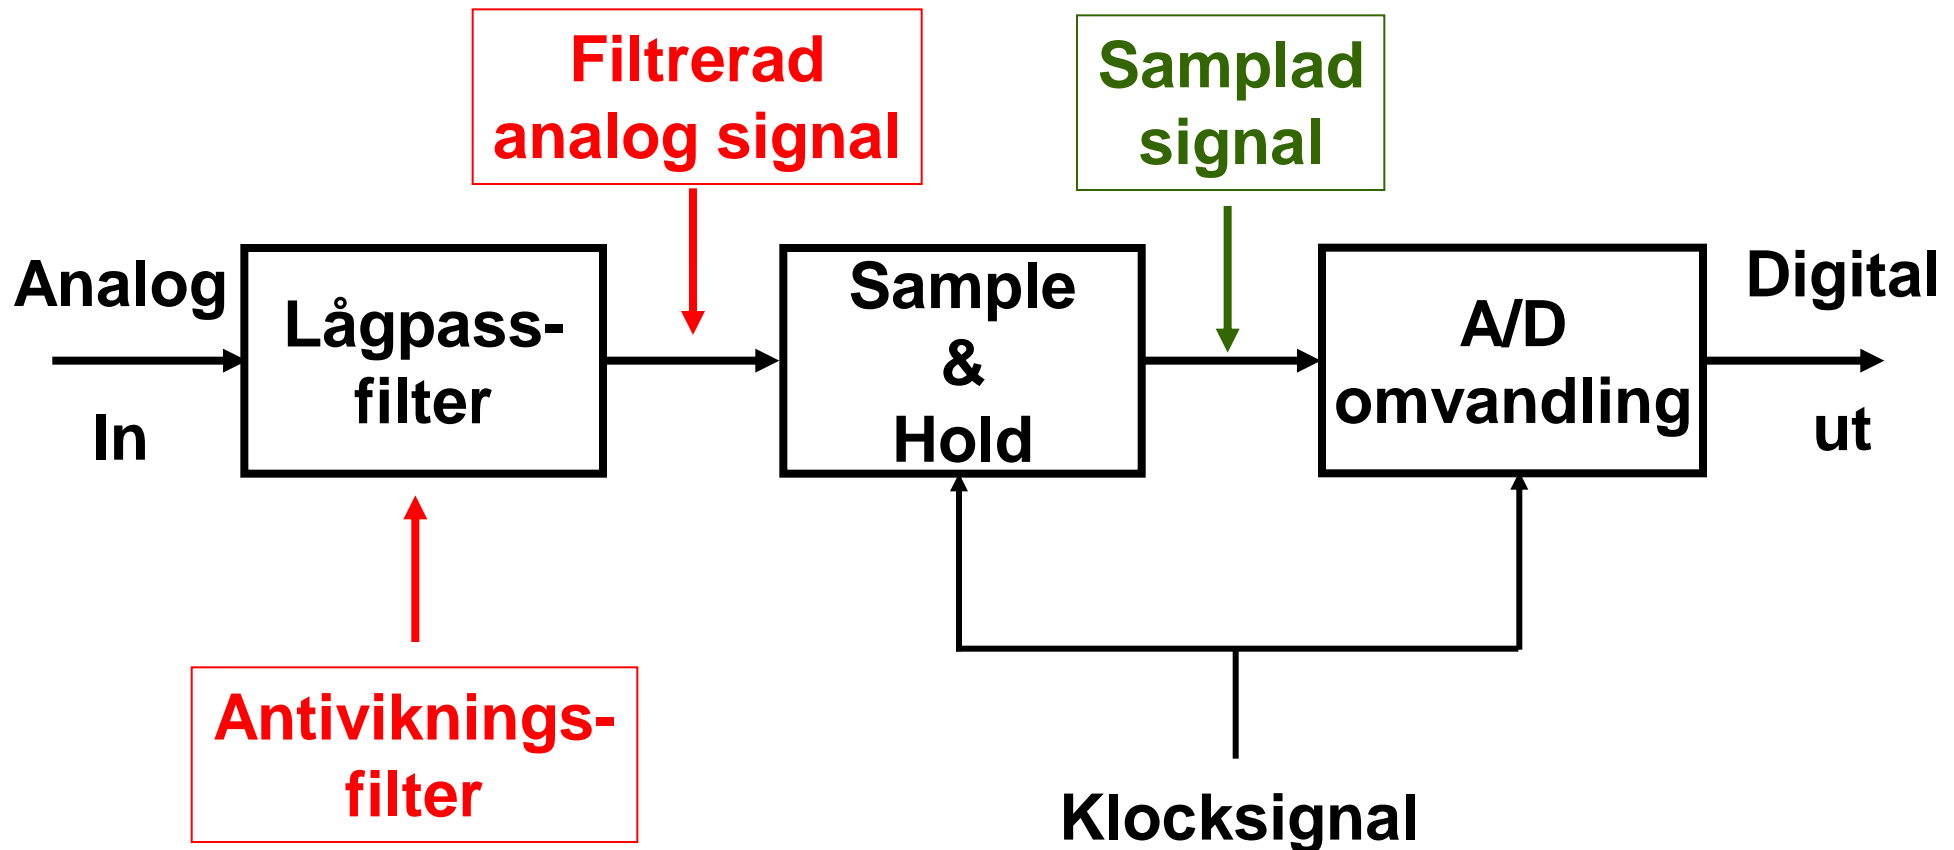 Filtrerad
analog signal
Samplad
signal
Analog
In
Lågpass-
filter
Sample
&
Hold
A/D
omvandling
Digital
ut
Antiviknings-
filter
Klocksignal